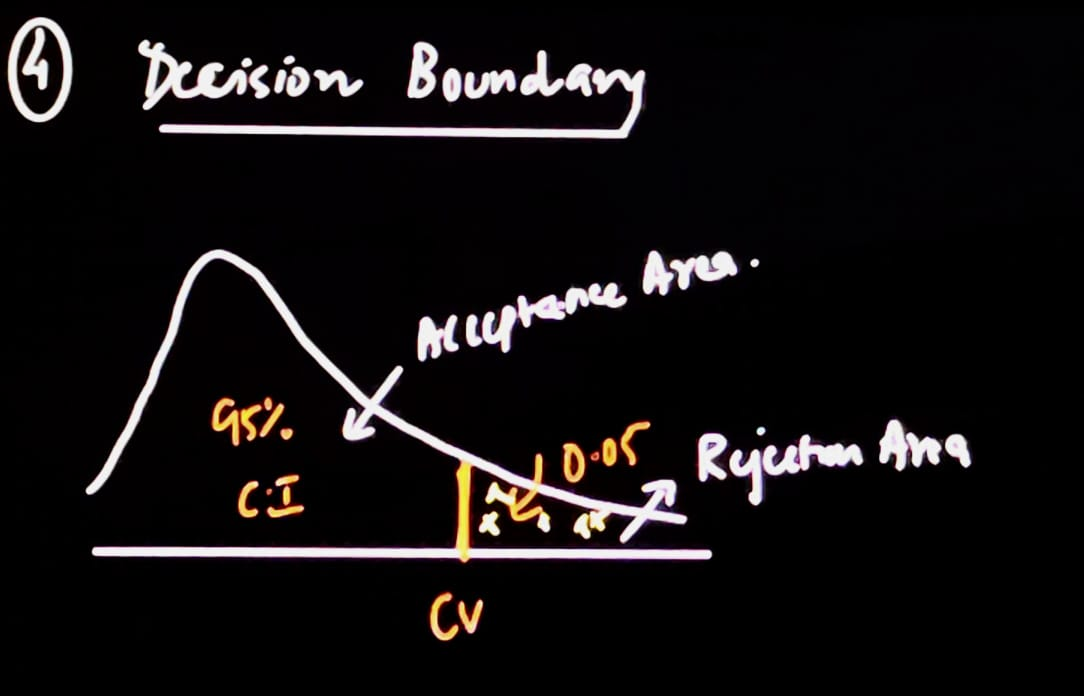 4 Decision Boundary
Acceptance Area.
95%.
C.I
0.05
Rejection Area
CV